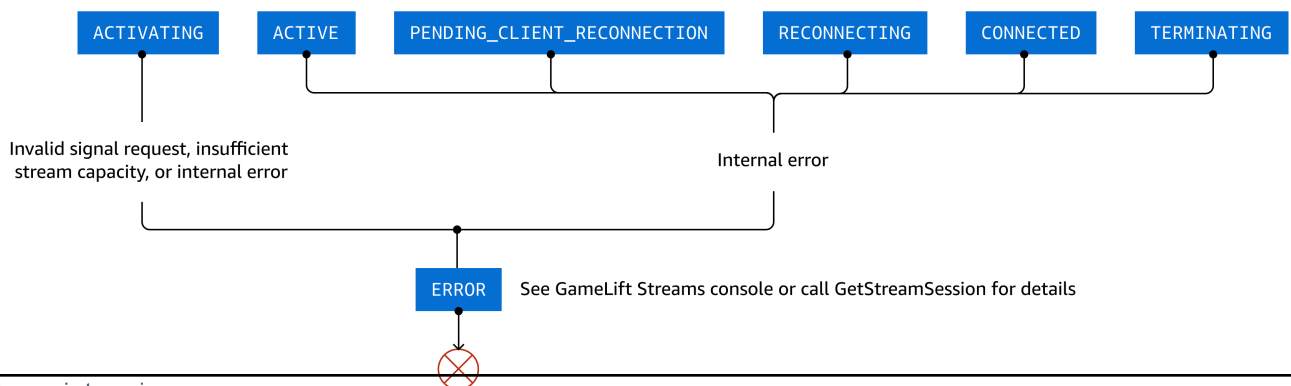 ACTIVATING
ACTIVE
PENDING_CLIENT_RECONNECTION
RECONNECTING
CONNECTED
TERMINATING
Invalid signal request, insufficient
stream capacity, or internal error
Internal error
ERROR
See GameLift Streams console or call GetStreamSession for details